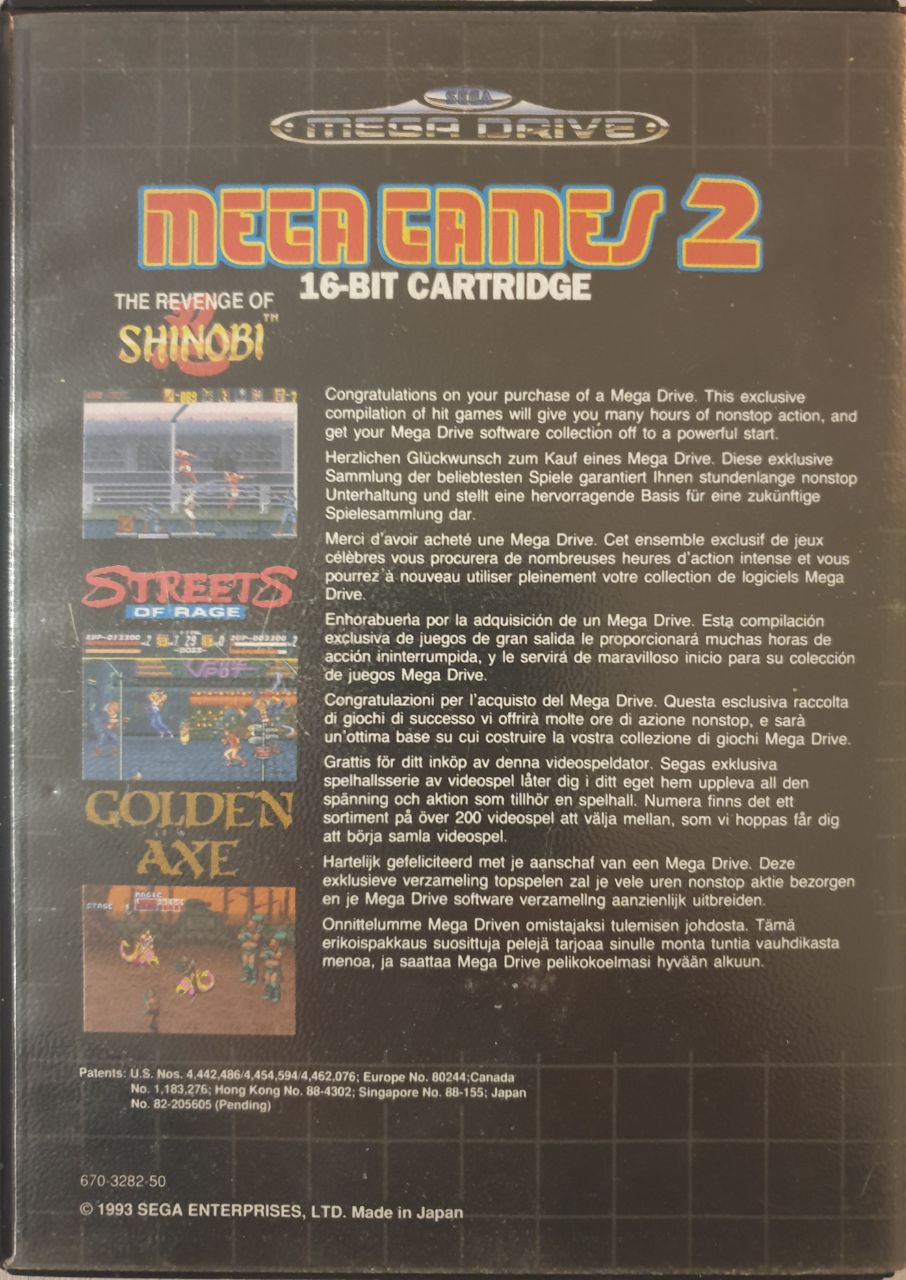 SEGA
MEGA DRIVE
MEGA GAMES 2
16-BIT CARTRIDGE
THE REVENGE OF
SHINOBI™
Congratulations on your purchase of a Mega Drive. This exclusive
compilation of hit games will give you many hours of nonstop action, and
get your Mega Drive software collection off to a powerful start.
Herzlichen Glückwunsch zum Kauf eines Mega Drive. Diese exklusive
Sammlung der beliebtesten Spiele garantiert Ihnen stundenlange nonstop
Unterhaltung und stellt eine hervorragende Basis für eine zukünftige
Spielesammlung dar.
Merci d'avoir acheté une Mega Drive. Cet ensemble exclusif de jeux
célèbres vous procurera de nombreuses heures d'action intense et vous
pourrez à nouveau utiliser pleinement votre collection de logiciels Mega
Drive.
STREETS
OF RAGE
Enhorabuena por la adquisición de un Mega Drive. Esta compilación
exclusiva de juegos de gran salida le proporcionará muchas horas de
acción ininterrumpida, y le servirá de maravilloso inicio para su colección
de juegos Mega Drive.
Congratulazioni per l'acquisto del Mega Drive. Questa esclusiva raccolta
di giochi di successo vi offrirà molte ore di azione nonstop, e sarà
un'ottima base su cui costruire la vostra collezione di giochi Mega Drive.
Grattis för ditt inköp av denna videospeldator. Segas exklusiva
spelhallsserie av videospel låter dig i ditt eget hem uppleva all den
spänning och aktion som tillhör en spelhall. Numera finns det ett
sortiment på över 200 videospel att välja mellan, som vi hoppas får dig
att börja samla videospel.
GOLDEN
AXE
Hartelijk gefeliciteerd met je aanschaf van een Mega Drive. Deze
exklusieve verzameling topspelen zal je vele uren nonstop aktie bezorgen
en je Mega Drive software verzamelIng aanzienlijk uitbreiden.
Onnittelumme Mega Driven omistajaksi tulemisen johdosta. Tämä
erikoispakkaus suosittuja pelejä tarjoaa sinulle monta tuntia vauhdikasta
menoa, ja saattaa Mega Drive pelikokoelmasi hyvään alkuun.
STAGE
MAGIC
Patents: U.S. Nos. 4,442,486/4,454,594/4,462,076; Europe No. 80244;Canada
No. 1,183,276; Hong Kong No. 88-4302; Singapore No. 88-155; Japan
No. 82-205605 (Pending)
670-3282-50
© 1993 SEGA ENTERPRISES, LTD. Made in Japan